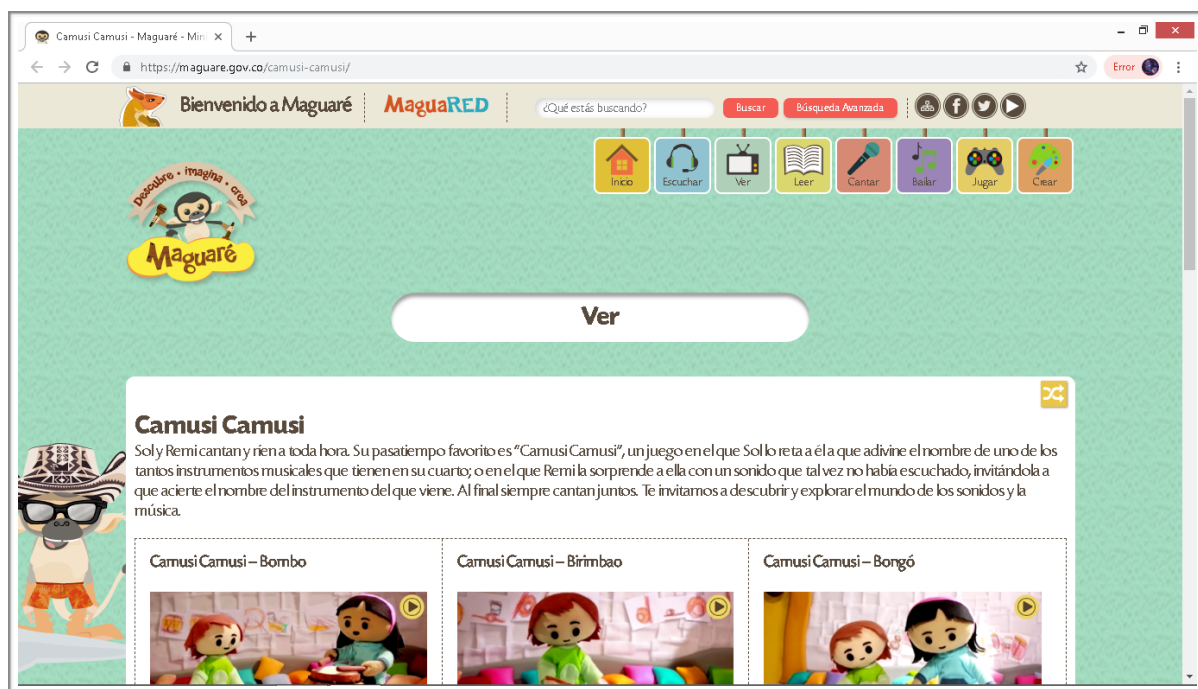 Camusi Camusi - Maguaré - Min
https://maguare.gov.co/camusi-camusi/
Error
Bienvenido a Maguaré
MaguaRED
¿Qué estás buscando?
Buscar
Búsqueda Avanzada
Descubre • imagina • crea
Maguaré
Inicio
Escuchar
Ver
Leer
Cantar
Bailar
Jugar
Crear
Ver
Camusi Camusi
Sol y Remi cantan y ríen a toda hora. Su pasatiempo favorito es "Camusi Camusi", un juego en el que Sol lo reta a él a que adivine el nombre de uno de los
tantos instrumentos musicales que tienen en su cuarto; o en el que Remi la sorprende a ella con un sonido que tal vez no había escuchado, invitándola a
que acierte el nombre del instrumento del que viene. Al final siempre cantan juntos. Te invitamos a descubrir y explorar el mundo de los sonidos y la
música.
Camusi Camusi – Bombo
Camusi Camusi – Birimbao
Camusi Camusi – Bongó